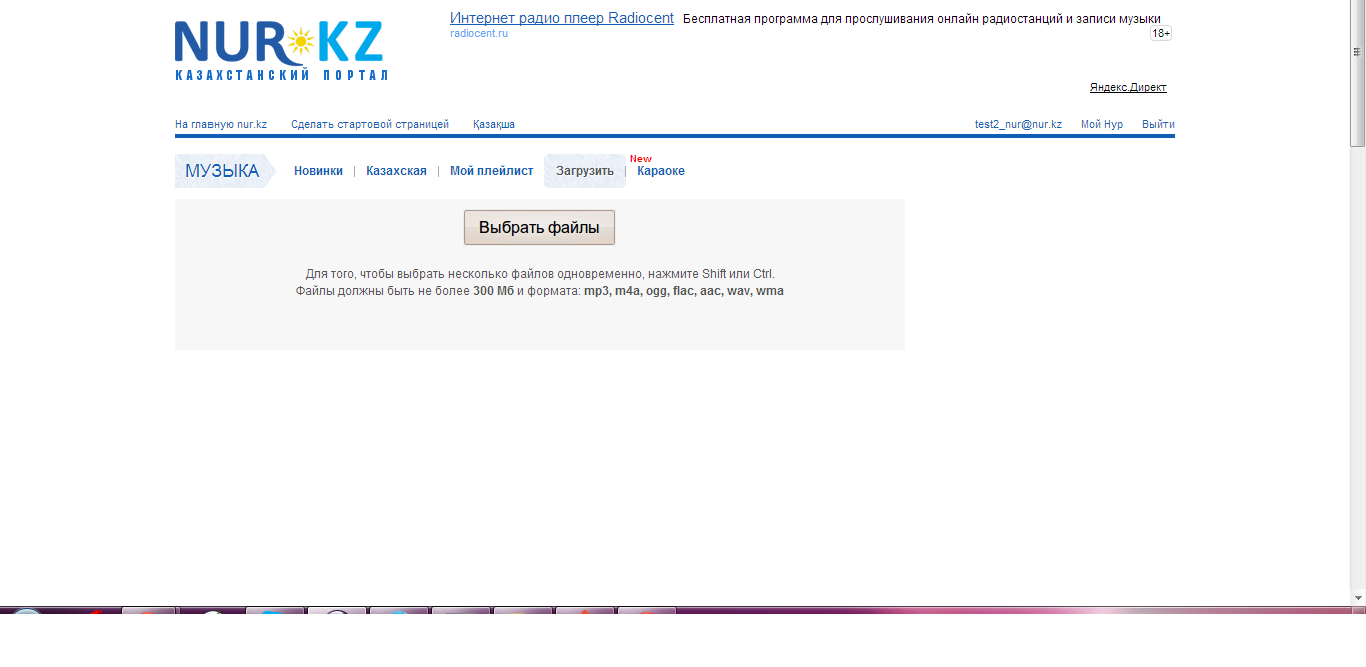 NUR KZ
КАЗАХСТАНСКИЙ ПОРТАЛ
Интернет радио плеер Radiocent Бесплатная программа для прослушивания онлайн радиостанций и записи музыки
radiocent.ru
18+
Яндекс.Директ
На главную nur.kz Сделать стартовой страницей Қазақша test2_nur@nur.kz Мой Нур Выйти
New
МУЗЫКА Новинки | Казахская | Мой плейлист Загрузить | Караоке
Выбрать файлы
Для того, чтобы выбрать несколько файлов одновременно, нажмите Shift или Ctrl.
Файлы должны быть не более 300 Мб и формата: mp3, m4a, ogg, flac, aac, wav, wma